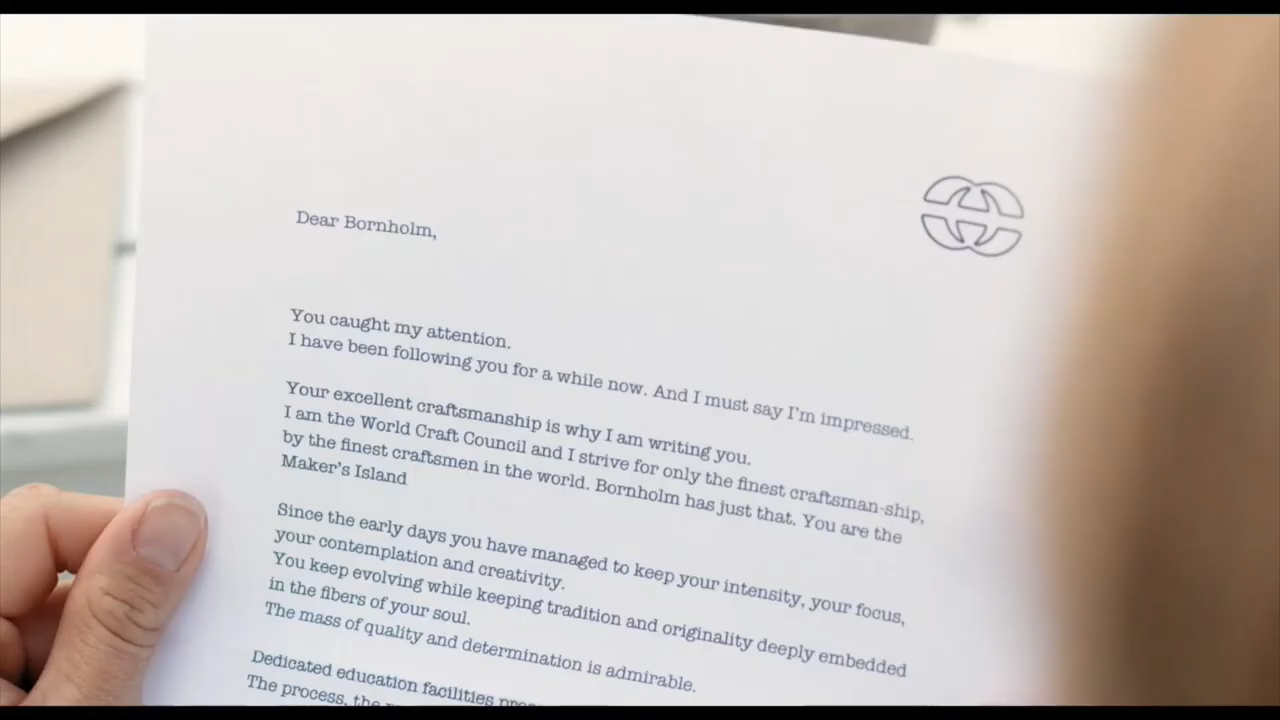 Dear Bornholm,
You caught my attention.
I have been following you for a while now. And I must say I'm impressed.
Your excellent craftsmanship is why I am writing you.
I am the World Craft Council and I strive for only the finest craftsman-ship,
by the finest craftsmen in the world. Bornholm has just that. You are the
Maker's Island
Since the early days you have managed to keep your intensity, your focus,
your contemplation and creativity.
You keep evolving while keeping tradition and originality deeply embedded
in the fibers of your soul.
The mass of quality and determination is admirable.
Dedicated education facilities
The process, the